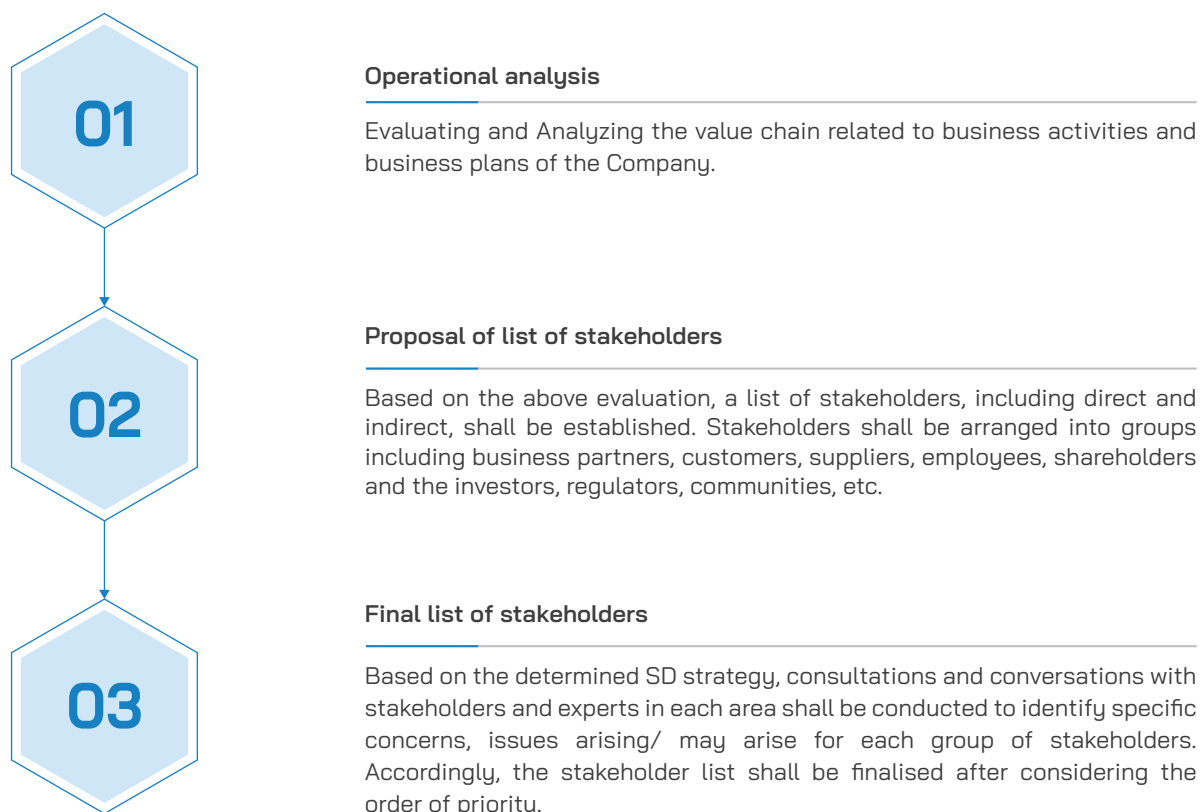 01
Operational analysis
Evaluating and Analyzing the value chain related to business activities and
business plans of the Company.
02
Proposal of list of stakeholders
Based on the above evaluation, a list of stakeholders, including direct and
indirect, shall be established. Stakeholders shall be arranged into groups
including business partners, customers, suppliers, employees, shareholders
and the investors, regulators, communities, etc.
03
Final list of stakeholders
Based on the determined SD strategy, consultations and conversations with
stakeholders and experts in each area shall be conducted to identify specific
concerns, issues arising/ may arise for each group of stakeholders.
Accordingly, the stakeholder list shall be finalised after considering the
order of priority.